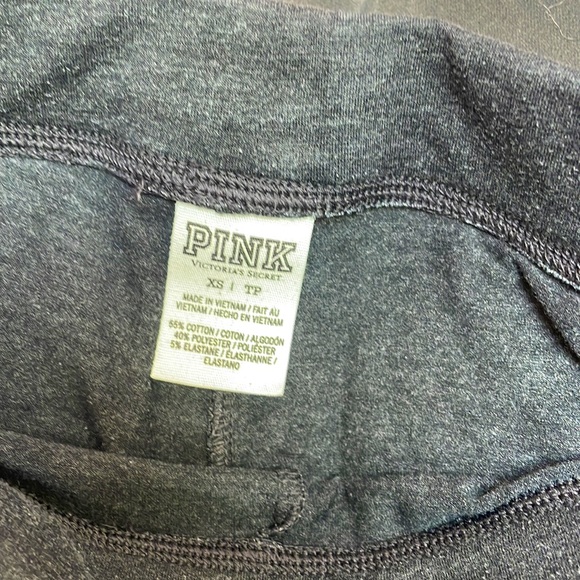 PINK
VICTORIA'S SECRET
XS | TP
MADE IN VIETNAM / FAIT AU
VIETNAM / HECHO EN VIETNAM
55% COTTON / COTON / ALGODÓN
40% POLYESTER / POLIÉSTER
5% ELASTANE / ÉLASTHANNE /
ELASTANO